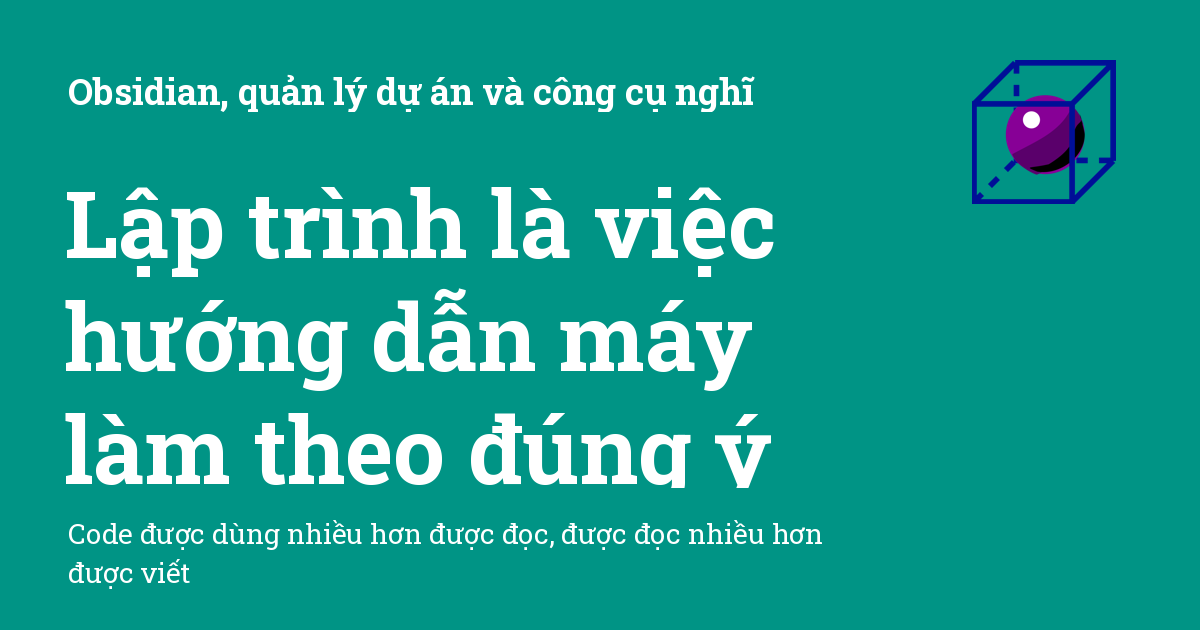 Obsidian, quản lý dự án và công cụ nghĩ
Lập trình là việc
hướng dẫn máy
làm theo đúng ý
Code được dùng nhiều hơn được đọc, được đọc nhiều hơn
được viết